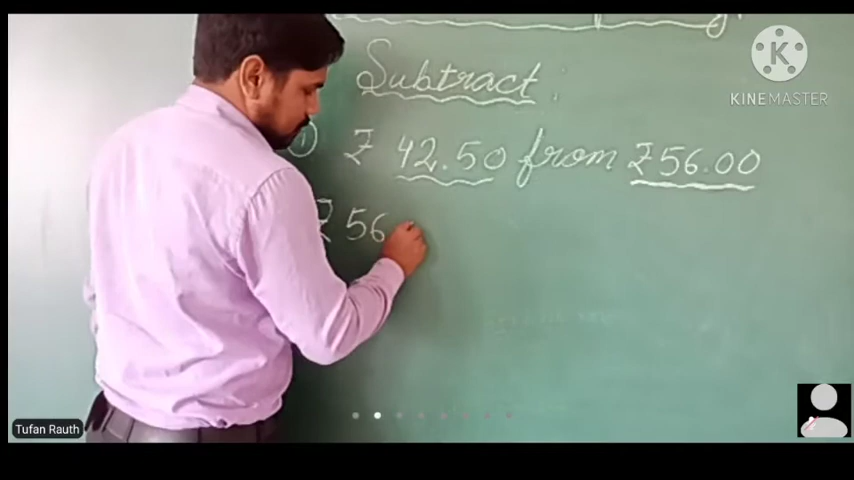 KINEMASTER
Subtract :
1) ₹ 42.50 from ₹56.00
₹ 56
Tufan Rauth